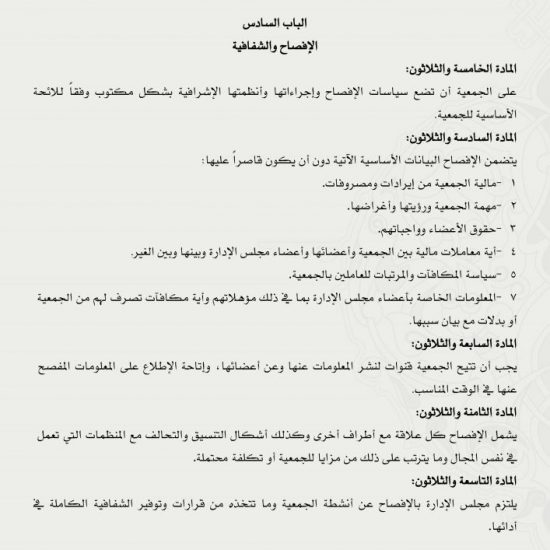 الباب السادس
الإفصاح والشفافية
المادة الخامسة والثلاثون:
على الجمعية أن تضع سياسات الإفصاح وإجراءاتها وأنظمتها الإشرافية بشكل مكتوب وفقاً للائحة
الأساسية للجمعية.
المادة السادسة والثلاثون:
يتضمن الإفصاح البيانات الأساسية الآتية دون أن يكون قاصراً عليها:
١ -مالية الجمعية من إيرادات ومصروفات.
٢ -مهمة الجمعية ورؤيتها وأغراضها.
٣ -حقوق الأعضاء وواجباتهم.
٤ -أية معاملات مالية بين الجمعية وأعضائها وأعضاء مجلس الإدارة وبينها وبين الغير.
٥ -سياسة المكافآت والمرتبات للعاملين بالجمعية.
٧ -المعلومات الخاصة بأعضاء مجلس الإدارة بما في ذلك مؤهلاتهم وأية مكافآت تصرف لهم من الجمعية
أو بدلات مع بيان سببها.
المادة السابعة والثلاثون:
يجب أن تتيح الجمعية قنوات لنشر المعلومات عنها وعن أعضائها، وإتاحة الإطلاع على المعلومات المفصح
عنها في الوقت المناسب.
المادة الثامنة والثلاثون:
يشمل الإفصاح كل علاقة مع أطراف أخرى وكذلك أشكال التنسيق والتحالف مع المنظمات التي تعمل
في نفس المجال وما يترتب على ذلك من مزايا للجمعية أو تكلفة محتملة.
المادة التاسعة والثلاثون:
يلتزم مجلس الإدارة بالإفصاح عن أنشطة الجمعية وما تتخذه من قرارات وتوفير الشفافية الكاملة في
أدائها.